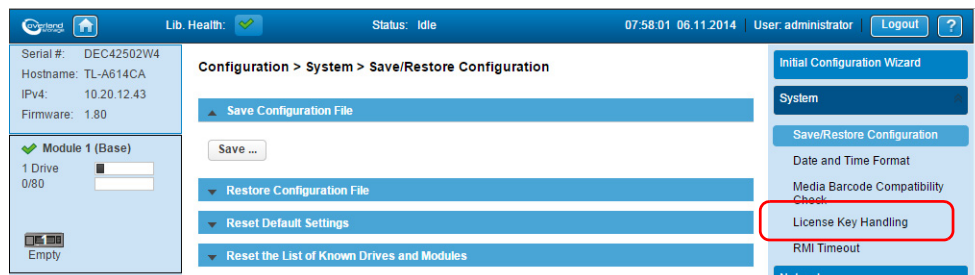 overland storage
Lib. Health:
Status: Idle
07:58:01 06.11.2014
User: administrator
Logout
?
Serial #: DEC42502W4
Hostname: TL-A614CA
IPv4: 10.20.12.43
Firmware: 1.80
Module 1 (Base)
1 Drive
0/80
Empty
Configuration > System > Save/Restore Configuration
Save Configuration File
Save ...
Restore Configuration File
Reset Default Settings
Reset the List of Known Drives and Modules
Initial Configuration Wizard
System
Save/Restore Configuration
Date and Time Format
Media Barcode Compatibility
Check
License Key Handling
RMI Timeout